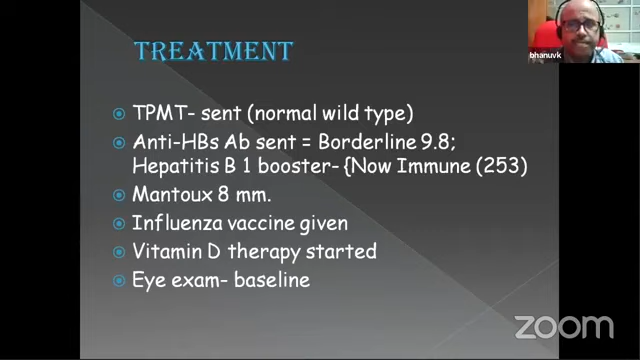 bhanuvk
TREATMENT
TPMT- sent (normal wild type)
Anti-HBs Ab sent = Borderline 9.8;
Hepatitis B 1 booster- {Now Immune (253)
Mantoux 8 mm.
Influenza vaccine given
Vitamin D therapy started
Eye exam- baseline
zoom